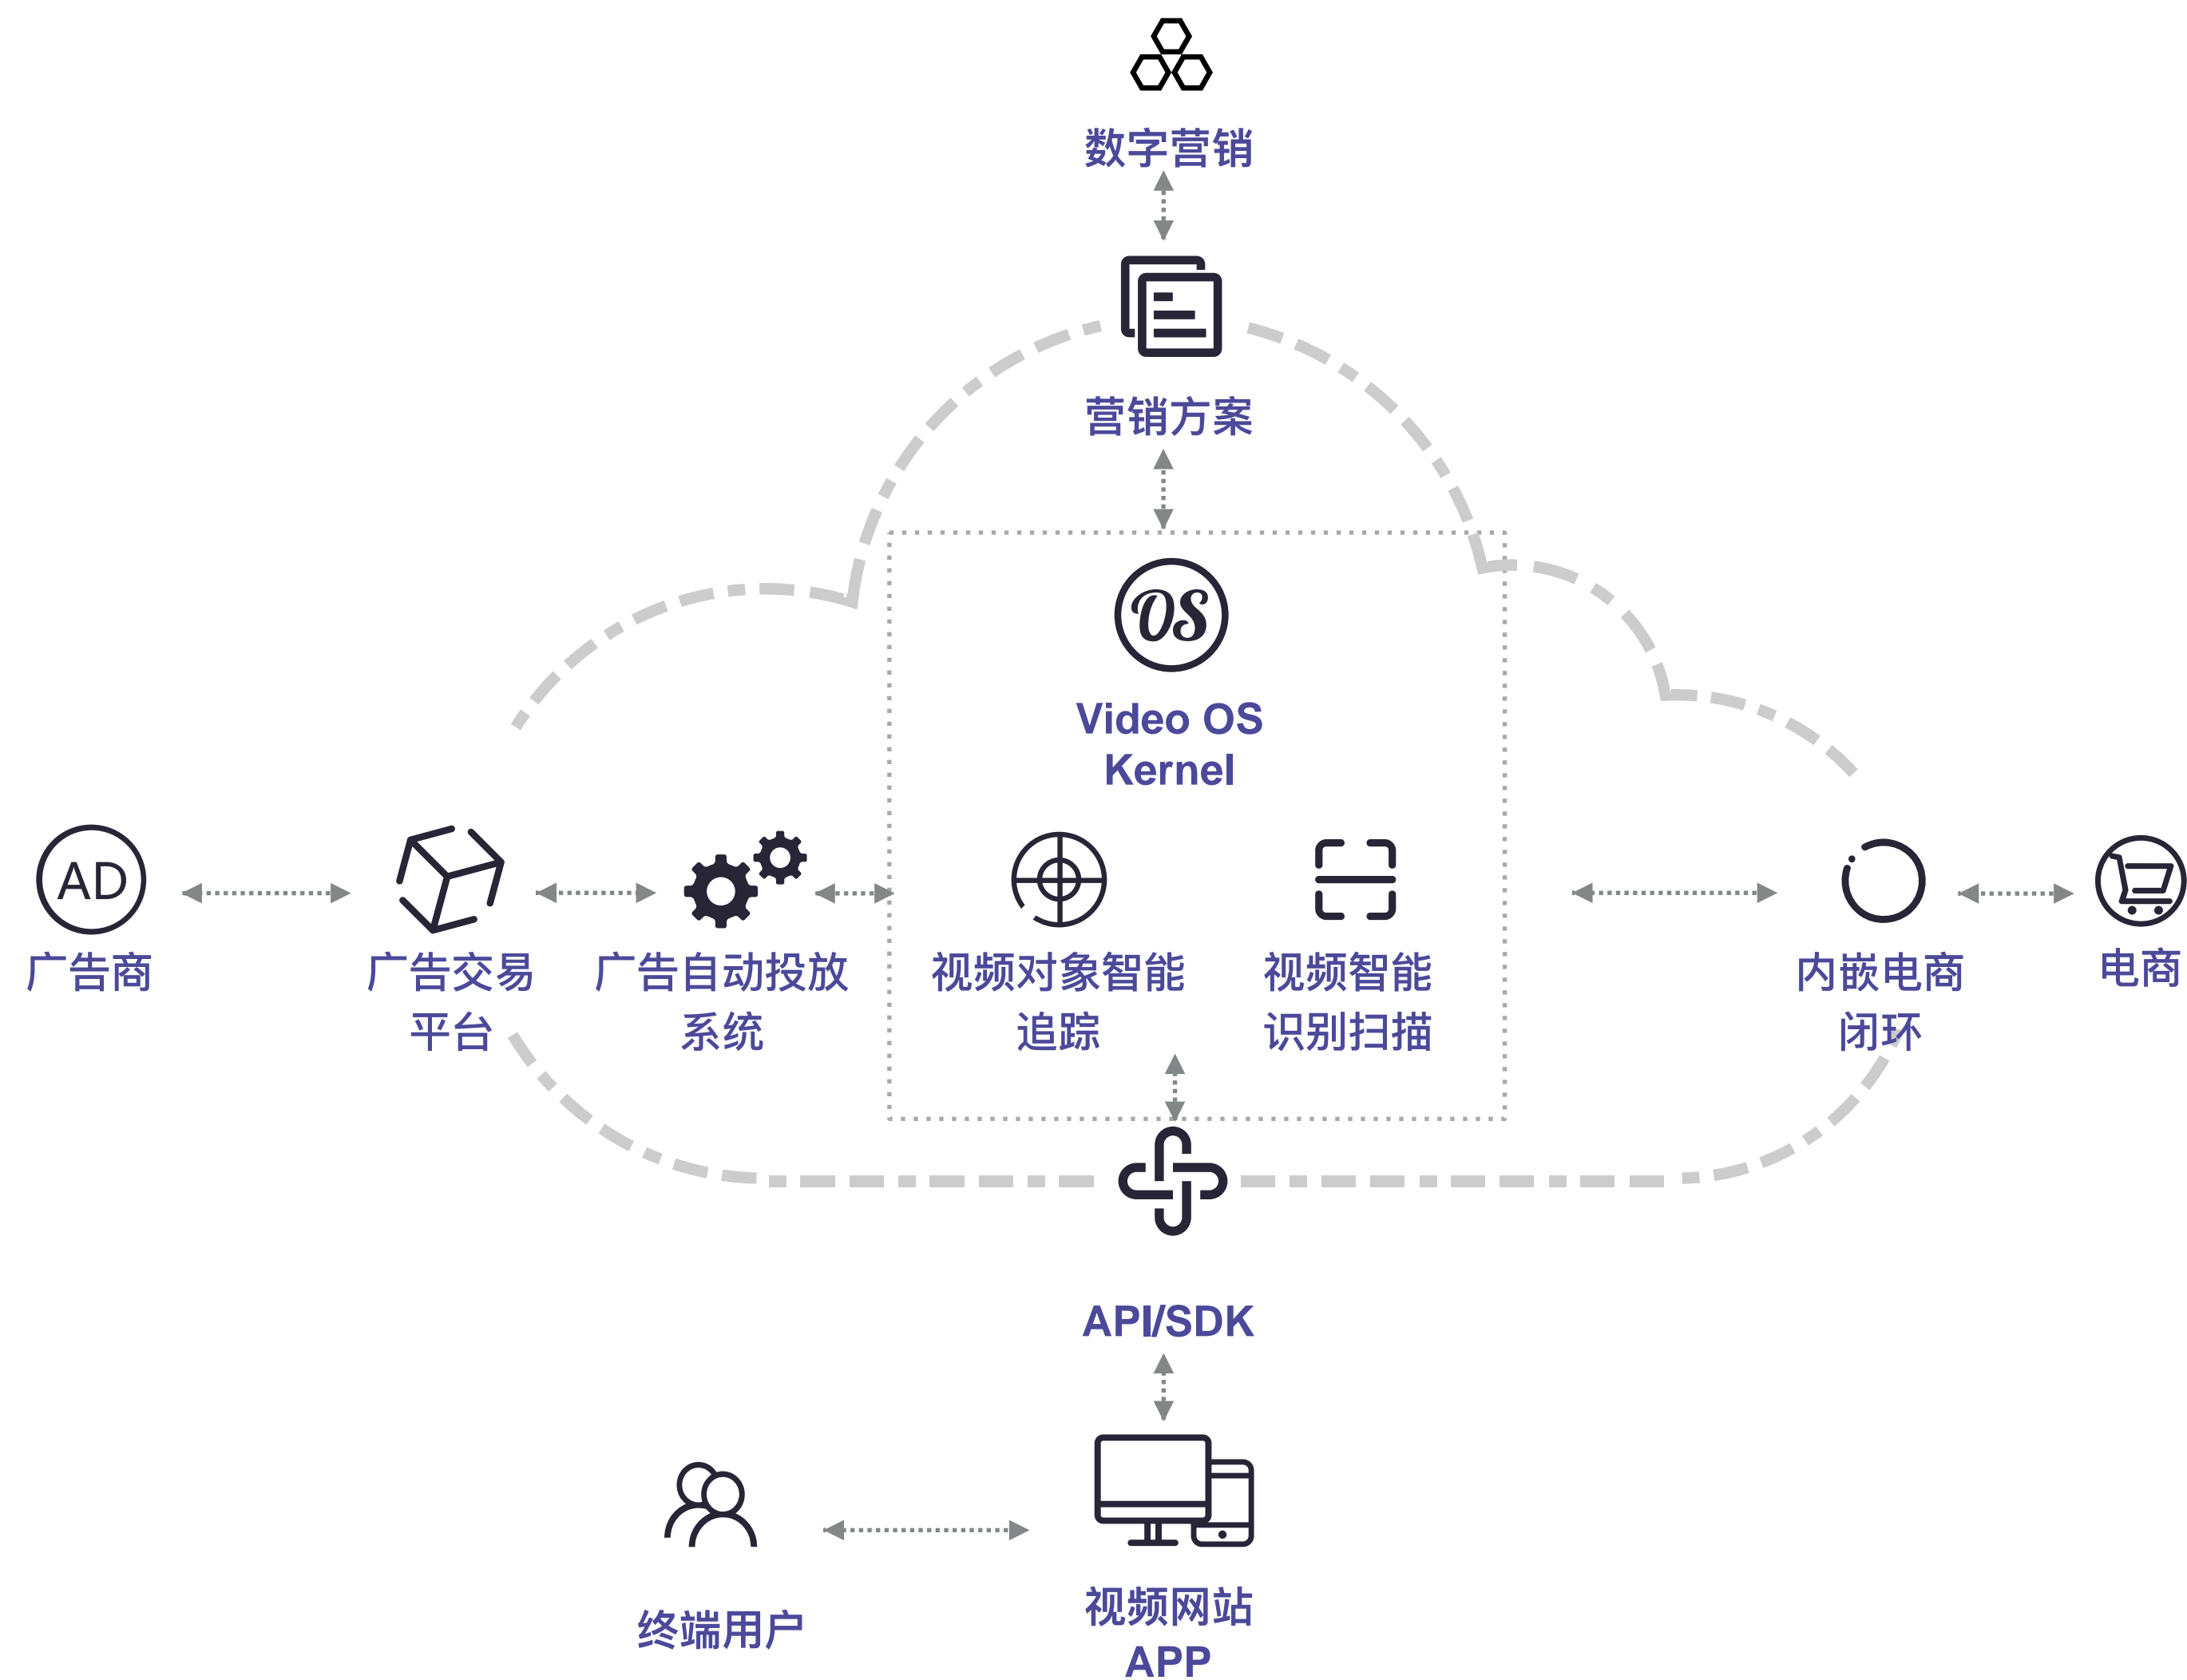 数字营销
营销方案
OS
Video OS
Kernel
AD
广告商
广告交易
平台
广告自动投放
系统
视频对象智能
追踪
视频智能
识别扫描
内嵌电商
闭环
电商
API/SDK
终端用户
视频网站
APP